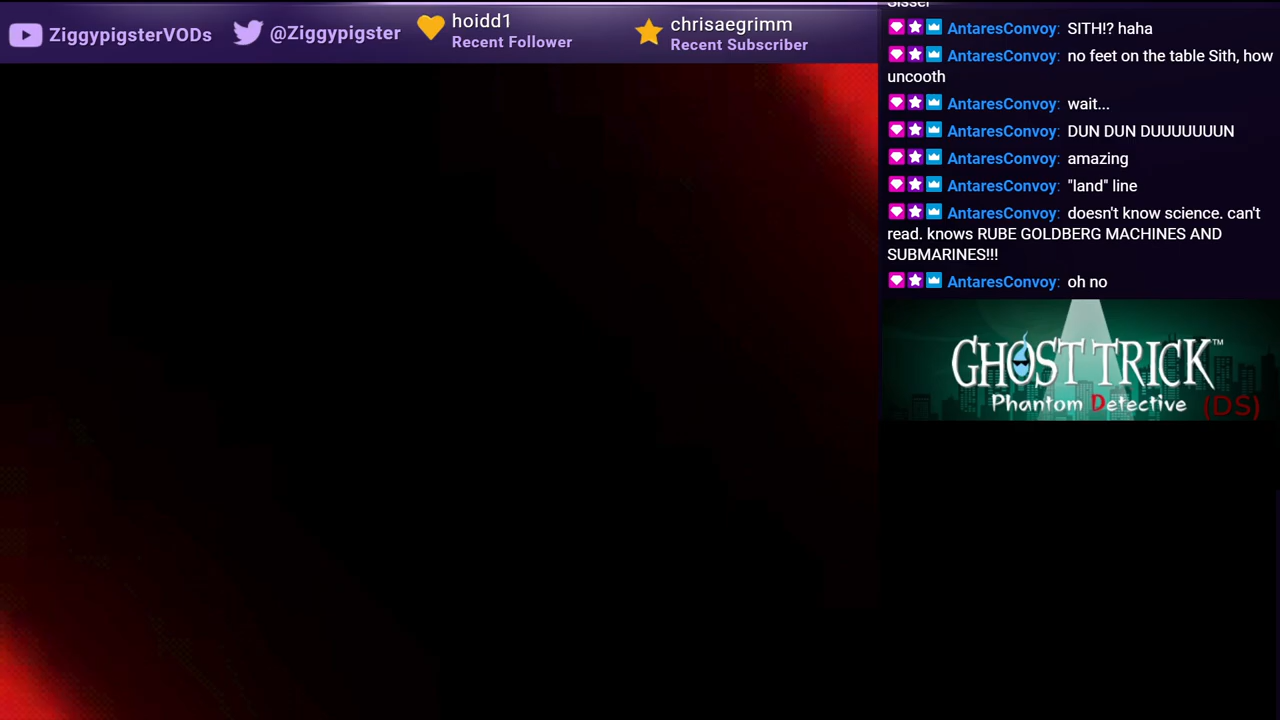 ZiggypigsterVODs
@Ziggypigster
hoidd1
Recent Follower
chrisaegrimm
Recent Subscriber
AntaresConvoy: SITH!? haha
AntaresConvoy: no feet on the table Sith, how
uncooth
AntaresConvoy: wait...
AntaresConvoy: DUN DUN DUUUUUUUN
AntaresConvoy: amazing
AntaresConvoy: "land" line
AntaresConvoy: doesn't know science. can't
read. knows RUBE GOLDBERG MACHINES AND
SUBMARINES!!!
AntaresConvoy: oh no
GHOST TRICK™
Phantom Detective (DS)